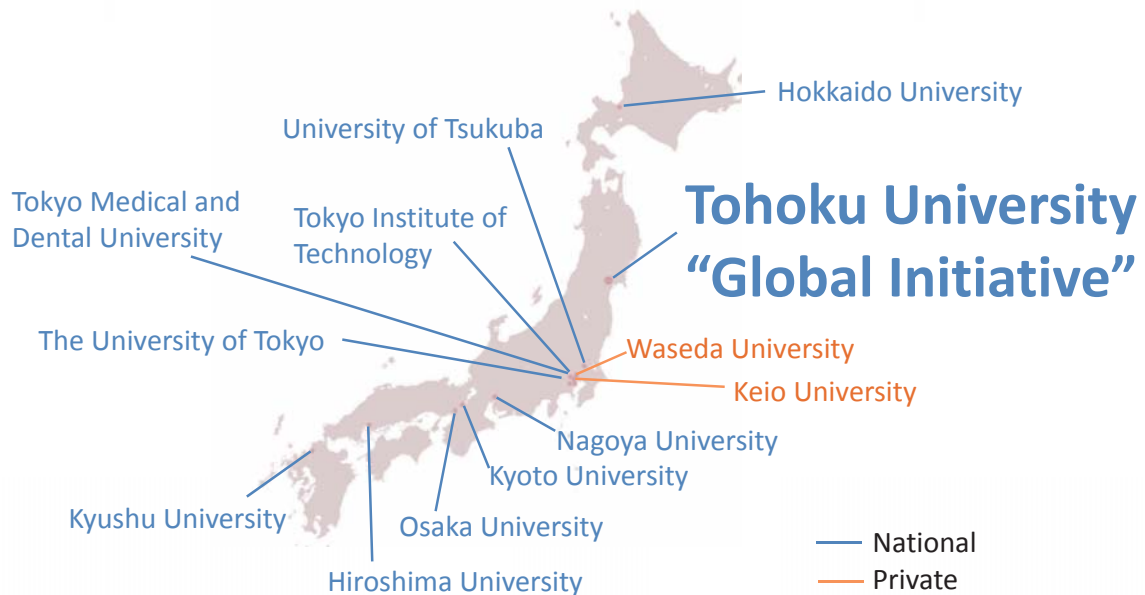 Hokkaido University
University of Tsukuba
Tokyo Medical and
Dental University
Tokyo Institute of
Technology
Tohoku University
“Global Initiative”
The University of Tokyo
Waseda University
Keio University
Nagoya University
Kyoto University
Kyushu University
Osaka University
Hiroshima University
National
Private